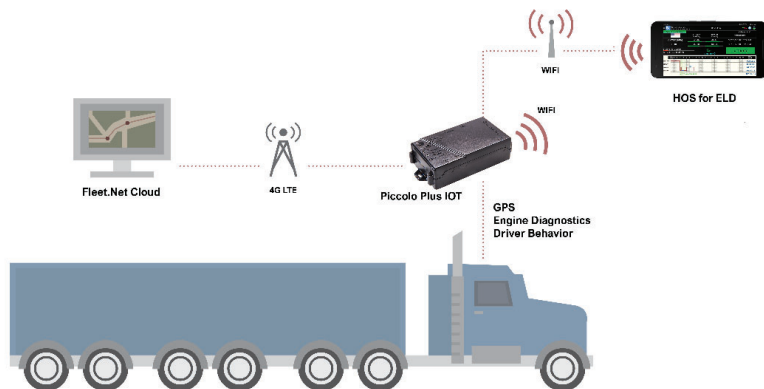 WIFI
HOS for ELD
WIFI
Fleet.Net Cloud
4G LTE
Piccolo Plus IOT
GPS
Engine Diagnostics
Driver Behavior